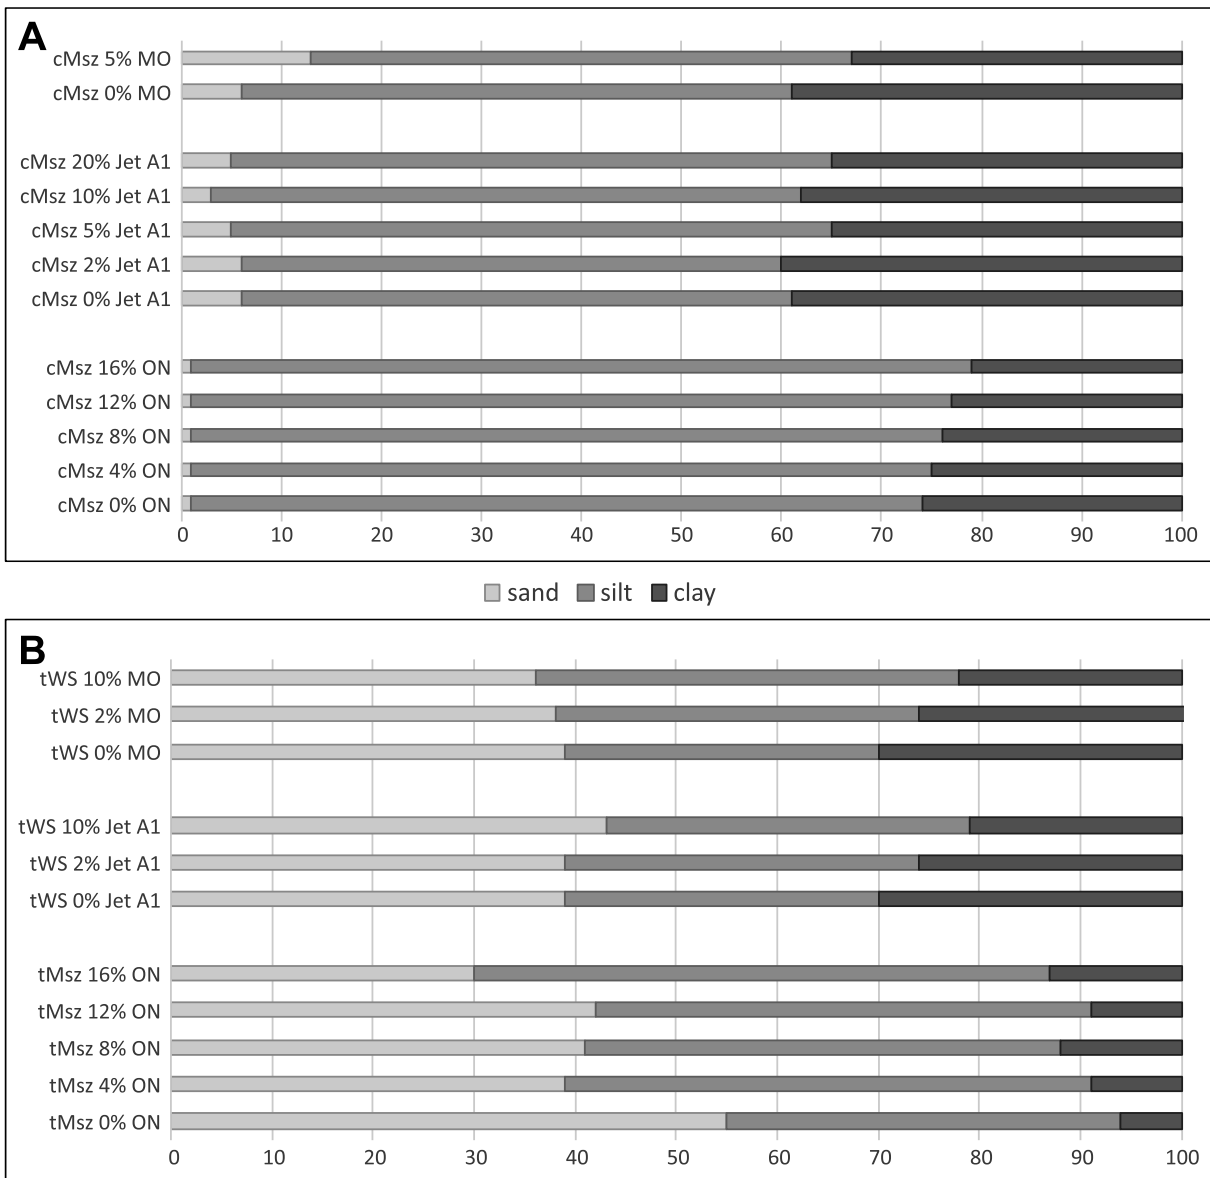 A
cMsz 5% MO
cMsz 0% MO
cMsz 20% Jet A1
cMsz 10% Jet A1
cMsz 5% Jet A1
cMsz 2% Jet A1
cMsz 0% Jet A1
cMsz 16% ON
cMsz 12% ON
cMsz 8% ON
cMsz 4% ON
cMsz 0% ON
0 10 20 30 40 50 60 70 80 90 100
sand silt clay
B
tWS 10% MO
tWS 2% MO
tWS 0% MO
tWS 10% Jet A1
tWS 2% Jet A1
tWS 0% Jet A1
tMsz 16% ON
tMsz 12% ON
tMsz 8% ON
tMsz 4% ON
tMsz 0% ON
0 10 20 30 40 50 60 70 80 90 100